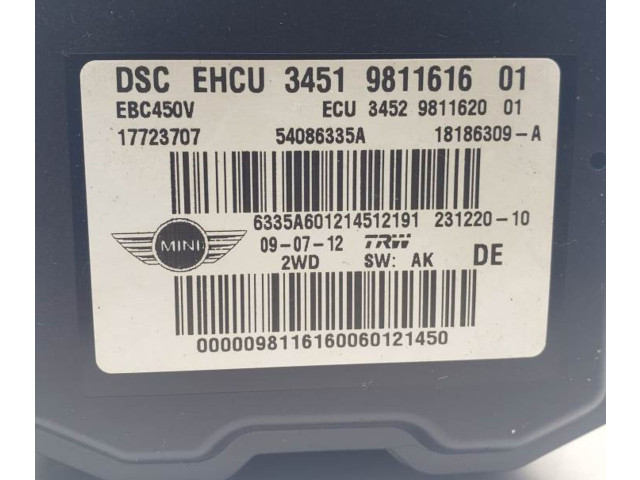 DSC EHCU 3451 9811616 01
EBC450V ECU 3452 9811620 01
17723707 54086335A 18186309-A
6335A601214512191 231220-10
MINI 09-07-12 TRW
2WD SW: AK DE
0000098116160060121450